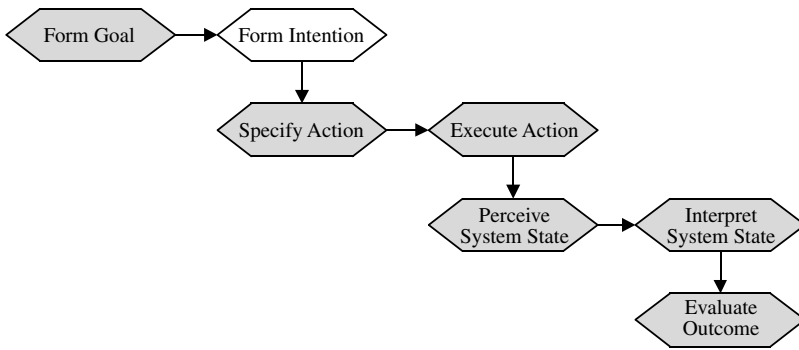 Form Goal
Form Intention
Specify Action
Execute Action
Perceive
System State
Interpret
System State
Evaluate
Outcome